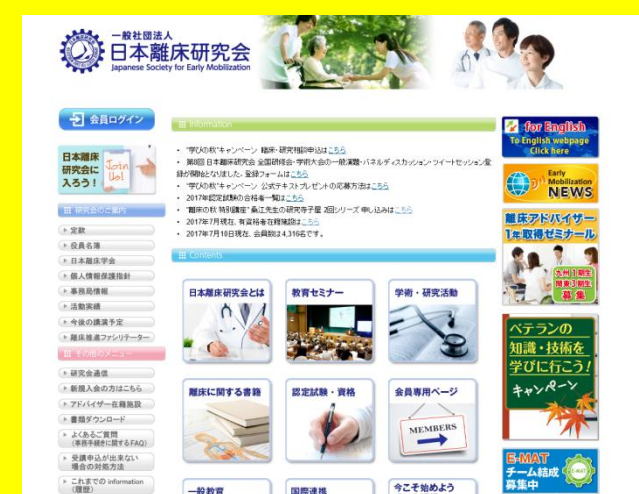 一般社団法人
日本離床研究会
Japanese Society for Early Mobilization
会員ログイン
日本離床
研究会に
入ろう！
Join
Us!
研究会のご案内
定款
役員名簿
日本離床学会
個人情報保護指針
事務局情報
活動実績
今後の講演予定
離床推進ファシリテーター
その他のメニュー
研究会通信
新規入会の方はこちら
アドバイザー在籍施設
書類ダウンロード
よくあるご質問
（事務手続きに関するFAQ）
受講申込が出来ない
場合の対処方法
これまでの information
（履歴）
Information
・ "学びの秋"キャンペーン 臨床・研究相談申込はこちら
・ 第8回 日本離床研究会 全国研修会・学術大会の一般演題・パネルディスカッション・ツイートセッション登
録が開始となりました。登録フォームはこちら
・ "学びの秋"キャンペーン 公式テキストプレゼントの応募方法はこちら
・ 2017年認定試験の合格者一覧はこちら
・ "離床の秋 特別講座" 桑江先生の研究寺子屋 2回シリーズ 申し込みはこちら
・ 2017年7月現在、有資格者在籍施設はこちら
・ 2017年7月10日現在、会員数は4,316名です。
Contents
日本離床研究会とは
教育セミナー
学術・研究活動
離床に関する書籍
認定試験・資格
会員専用ページ
MEMBERS
一般教育
国際連携
今こそ始めよう
for English
To English webpage
Click here
Early
Mobilization
NEWS
離床アドバイザー
1年取得セミナール
九州1期生
関東3期生
募集
ベテランの
知識・技術を
学びに行こう！
キャンペーン
E-MAT
チーム結成
募集中
E-MAT